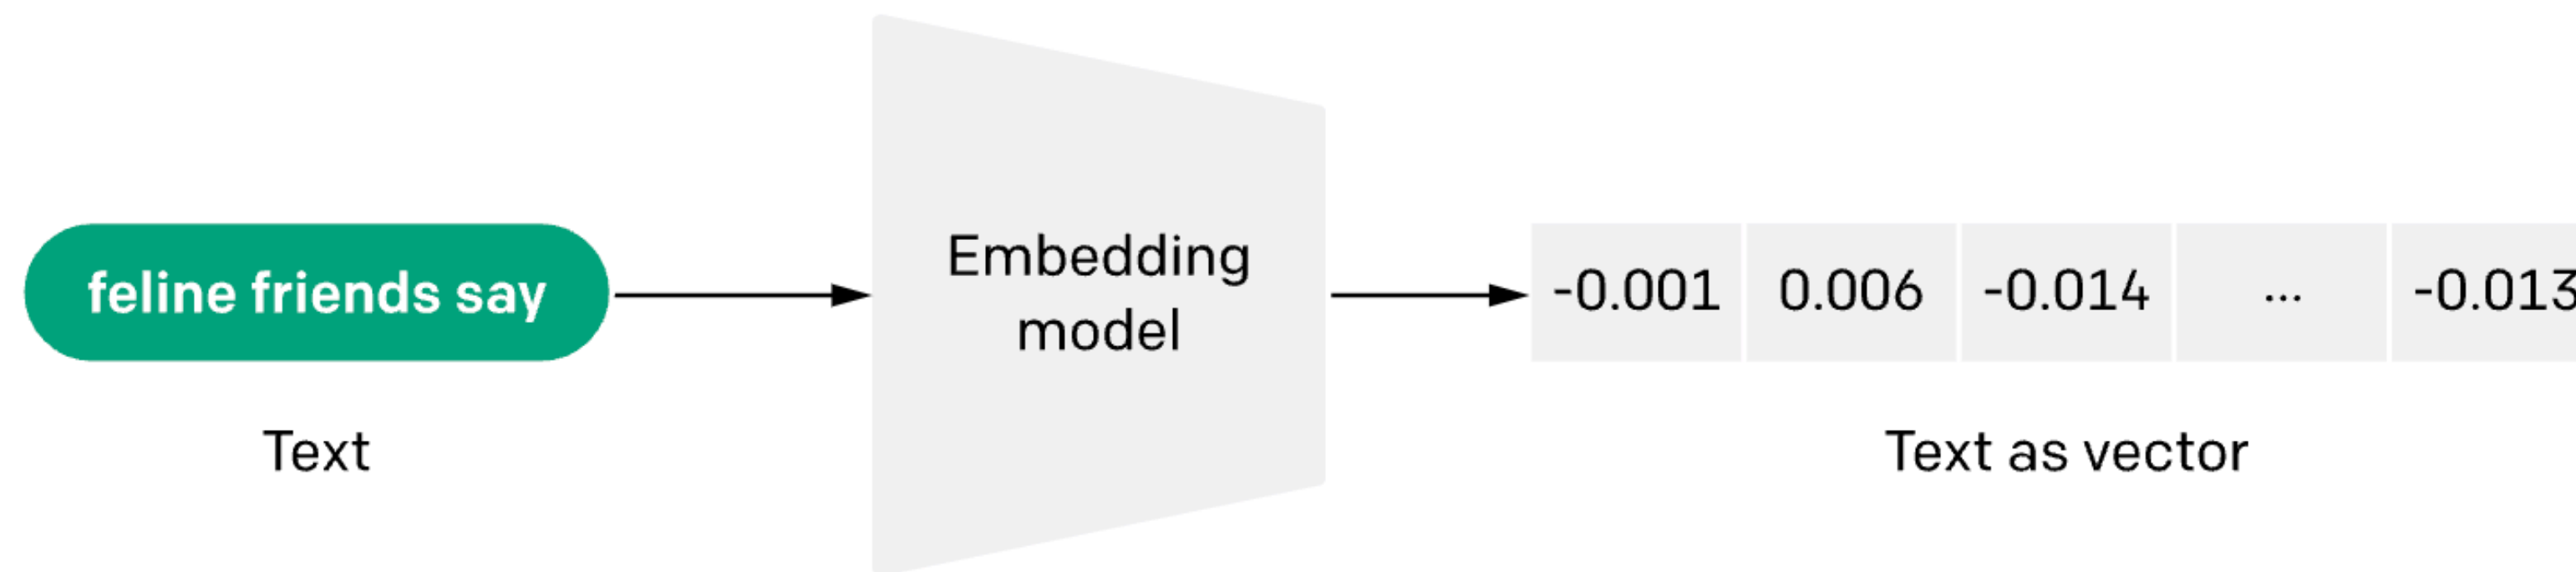 feline friends say
Text
Embedding
model
-0.001 0.006 -0.014 ... -0.013
Text as vector